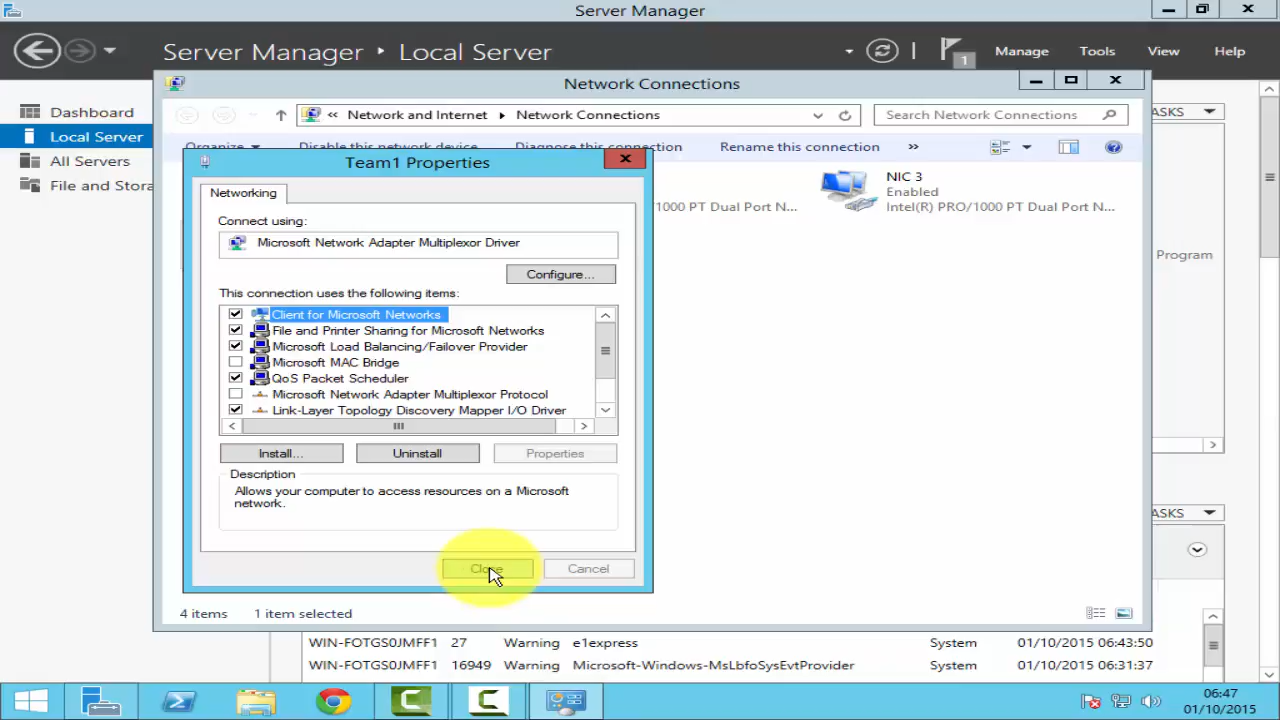 Server Manager
Server Manager ▸ Local Server
1
Manage Tools View Help
Network Connections
« Network and Internet ▸ Network Connections
Search Network Connections
Dashboard
Local Server
All Servers
File and Stora
ASKS
Organize Disable this network device Diagnose this connection Rename this connection »
Team1 Properties
NIC 3
Enabled
/1000 PT Dual Port N...
Intel(R) PRO/1000 PT Dual Port N...
Networking
Connect using:
Microsoft Network Adapter Multiplexor Driver
Program
Configure...
This connection uses the following items:
Client for Microsoft Networks
File and Printer Sharing for Microsoft Networks
Microsoft Load Balancing/Failover Provider
Microsoft MAC Bridge
QoS Packet Scheduler
Microsoft Network Adapter Multiplexor Protocol
Link-Layer Topology Discovery Mapper I/O Driver
Install... Uninstall Properties
Description
Allows your computer to access resources on a Microsoft
network.
ASKS
Close Cancel
4 items 1 item selected
WIN-FOTGS0JMFF1 27 Warning e1express System 01/10/2015 06:43:50
WIN-FOTGS0JMFF1 16949 Warning Microsoft-Windows-MsLbfoSysEvtProvider System 01/10/2015 06:31:37
06:47
01/10/2015